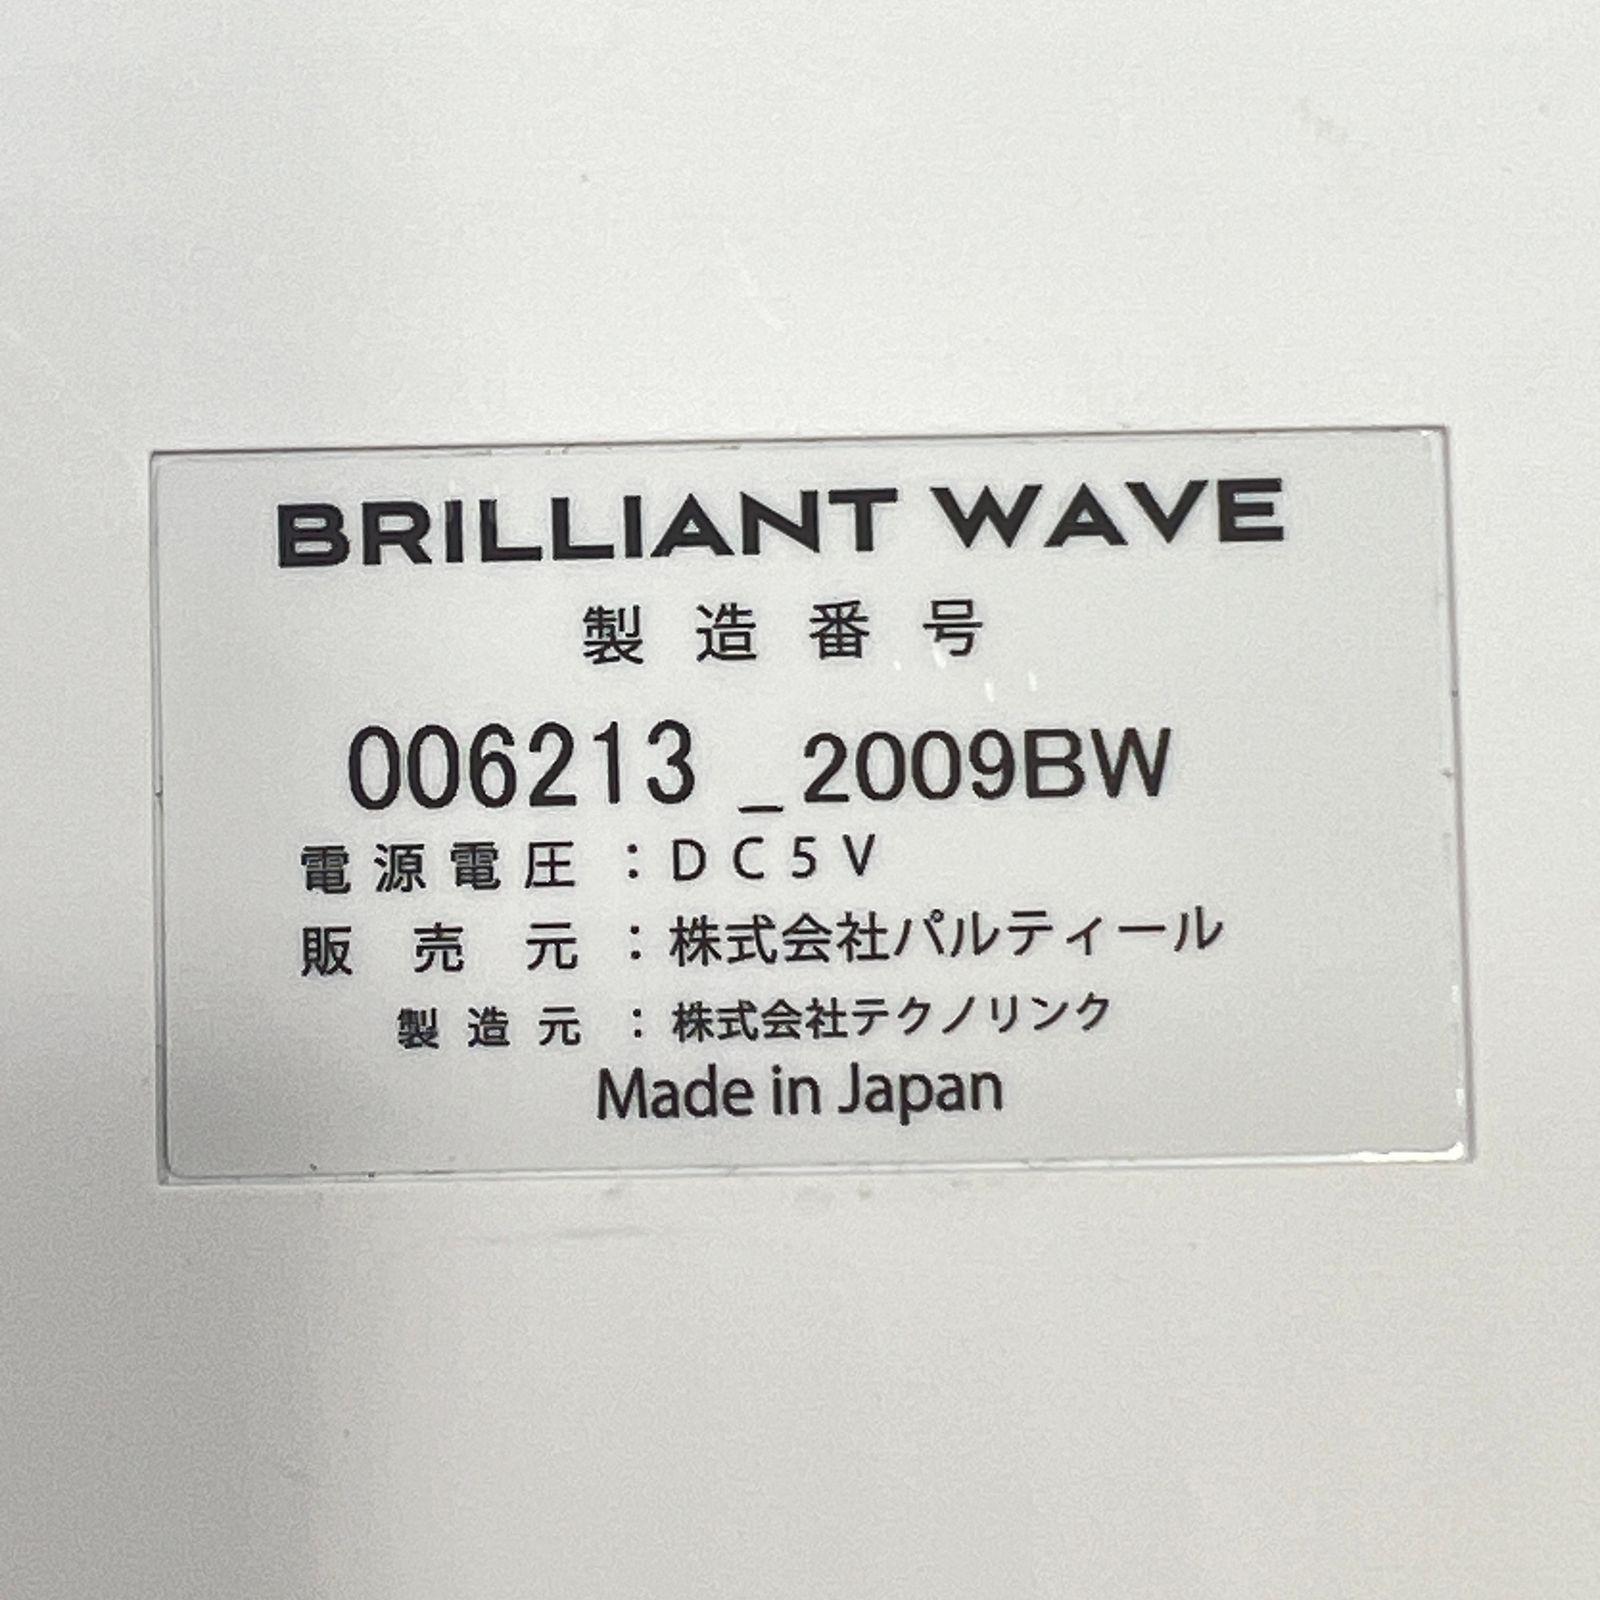 BRILLIANT WAVE
製造番号
006213 _2009BW
電源電圧：DC5V
販売元：株式会社パルティール
製造元：株式会社テクノリンク
Made in Japan